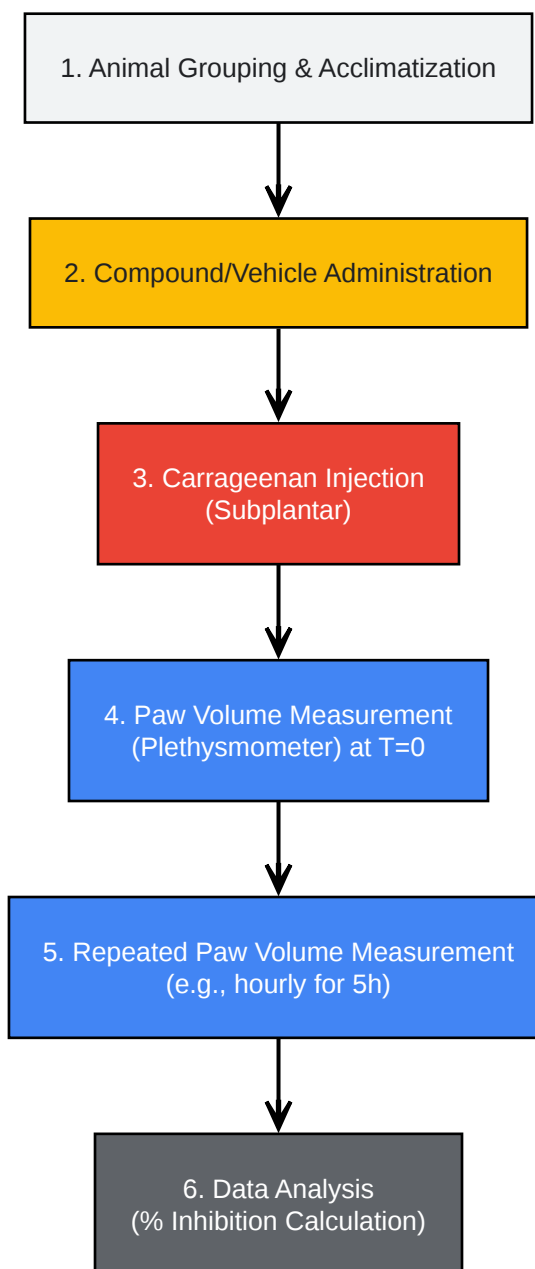 1. Animal Grouping & Acclimatization
2. Compound/Vehicle Administration
3. Carrageenan Injection
(Subplantar)
4. Paw Volume Measurement
(Plethysmometer) at T=0
5. Repeated Paw Volume Measurement
(e.g., hourly for 5h)
6. Data Analysis
(% Inhibition Calculation)